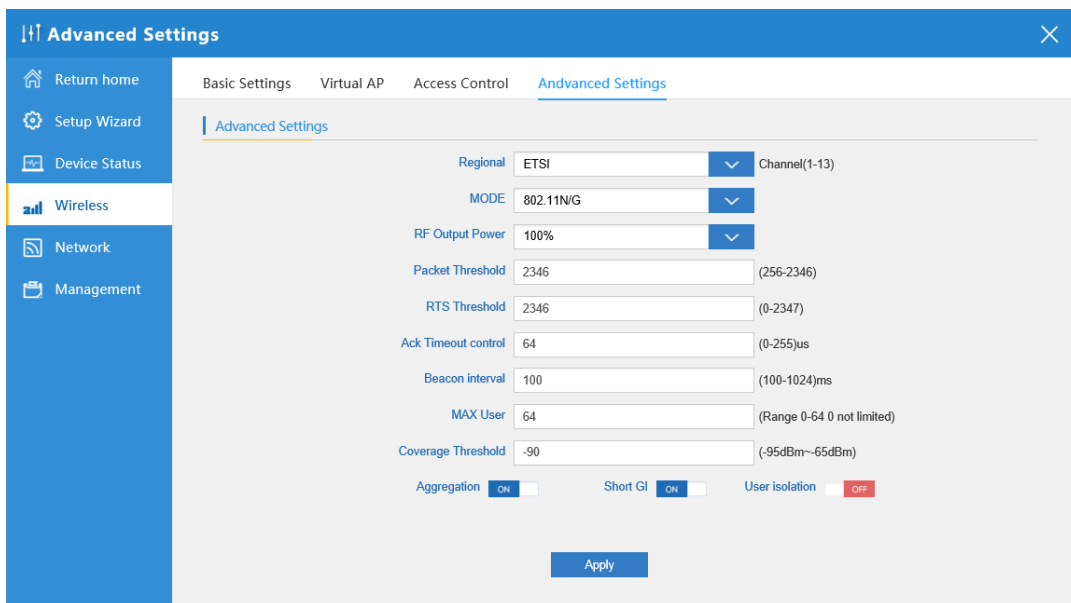 Advanced Settings
Return home
Setup Wizard
Device Status
Wireless
Network
Management
Basic Settings Virtual AP Access Control Andvanced Settings
Advanced Settings
Regional ETSI Channel(1-13)
MODE 802.11N/G
RF Output Power 100%
Packet Threshold 2346 (256-2346)
RTS Threshold 2346 (0-2347)
Ack Timeout control 64 (0-255)us
Beacon interval 100 (100-1024)ms
MAX User 64 (Range 0-64 0 not limited)
Coverage Threshold -90 (-95dBm~-65dBm)
Aggregation ON Short GI ON User isolation OFF
Apply